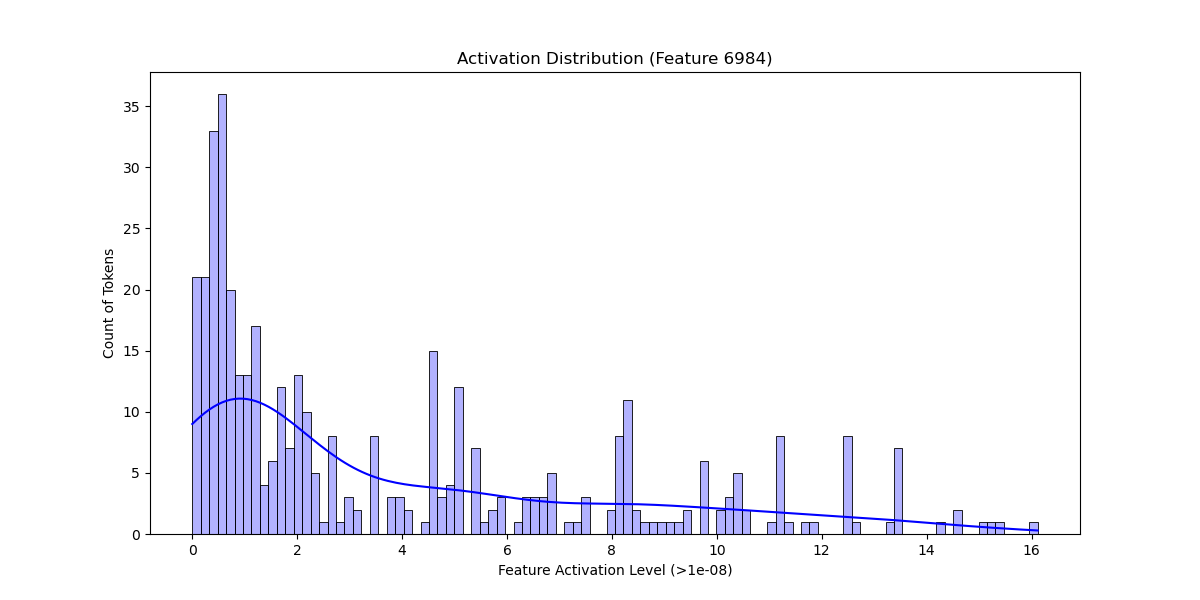 Activation Distribution (Feature 6984)
Count of Tokens
35
30
25
20
15
10
5
0
0 2 4 6 8 10 12 14 16
Feature Activation Level (>1e-08)